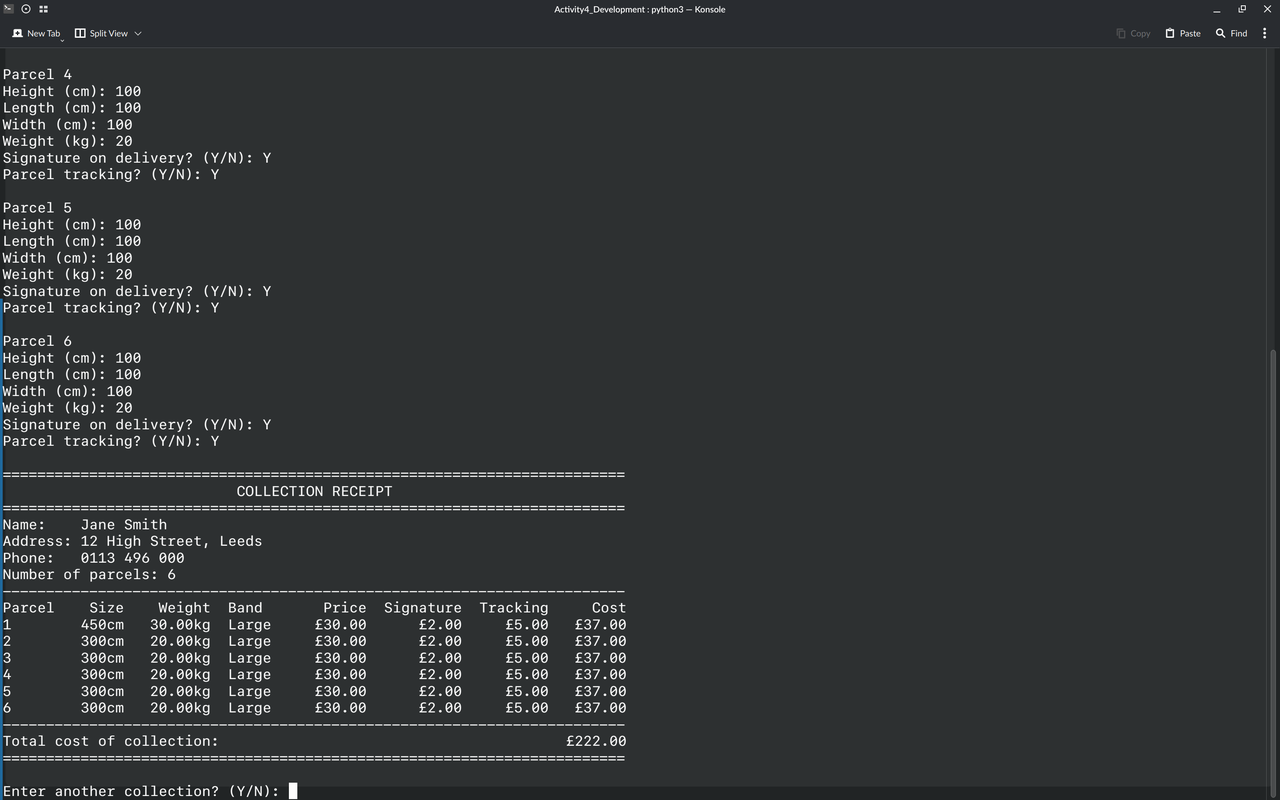 Activity4_Development : python3 — Konsole
New Tab Split View Copy Paste Find
Parcel 4
Height (cm): 100
Length (cm): 100
Width (cm): 100
Weight (kg): 20
Signature on delivery? (Y/N): Y
Parcel tracking? (Y/N): Y
Parcel 5
Height (cm): 100
Length (cm): 100
Width (cm): 100
Weight (kg): 20
Signature on delivery? (Y/N): Y
Parcel tracking? (Y/N): Y
Parcel 6
Height (cm): 100
Length (cm): 100
Width (cm): 100
Weight (kg): 20
Signature on delivery? (Y/N): Y
Parcel tracking? (Y/N): Y
========================================================================
COLLECTION RECEIPT
========================================================================
Name:    Jane Smith
Address: 12 High Street, Leeds
Phone:   0113 496 000
Number of parcels: 6
------------------------------------------------------------------------
Parcel    Size    Weight  Band       Price  Signature  Tracking     Cost
1        450cm   30.00kg  Large     £30.00      £2.00     £5.00   £37.00
2        300cm   20.00kg  Large     £30.00      £2.00     £5.00   £37.00
3        300cm   20.00kg  Large     £30.00      £2.00     £5.00   £37.00
4        300cm   20.00kg  Large     £30.00      £2.00     £5.00   £37.00
5        300cm   20.00kg  Large     £30.00      £2.00     £5.00   £37.00
6        300cm   20.00kg  Large     £30.00      £2.00     £5.00   £37.00
------------------------------------------------------------------------
Total cost of collection:                                        £222.00
========================================================================
Enter another collection? (Y/N):